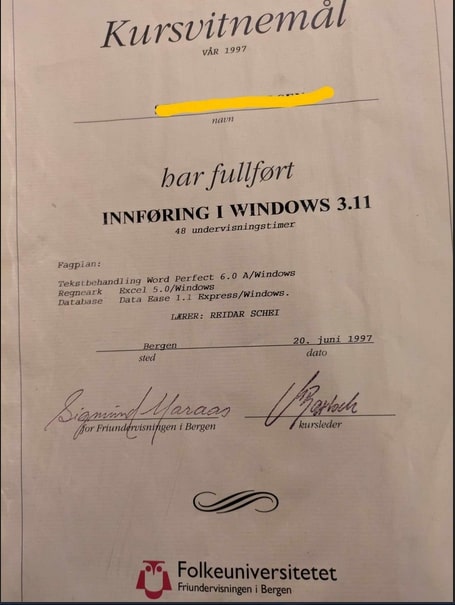 Kursvitnemål
VÅR 1997
navn
har fullført
INNFØRING I WINDOWS 3.11
48 undervisningstimer
Fagplan:
Tekstbehandling Word Perfect 6.0 A/Windows
Regneark Excel 5.0/Windows
Database Data Ease 1.1 Express/Windows.
LÆRER: REIDAR SCHEI
Bergen 20. juni 1997
sted dato
Sigmund Maraas
for Friundervisningen i Bergen kursleder
Folkeuniversitetet
Friundervisningen i Bergen